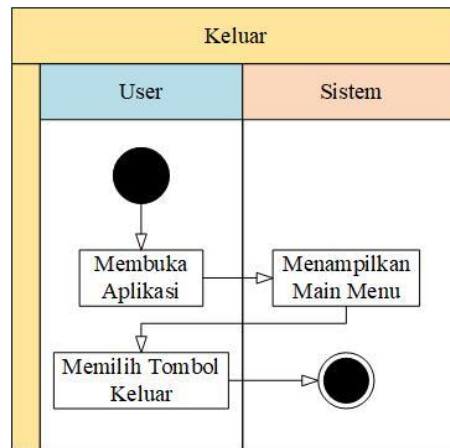 Keluar
User
Sistem
Membuka
Aplikasi
Menampilkan
Main Menu
Memilih Tombol
Keluar